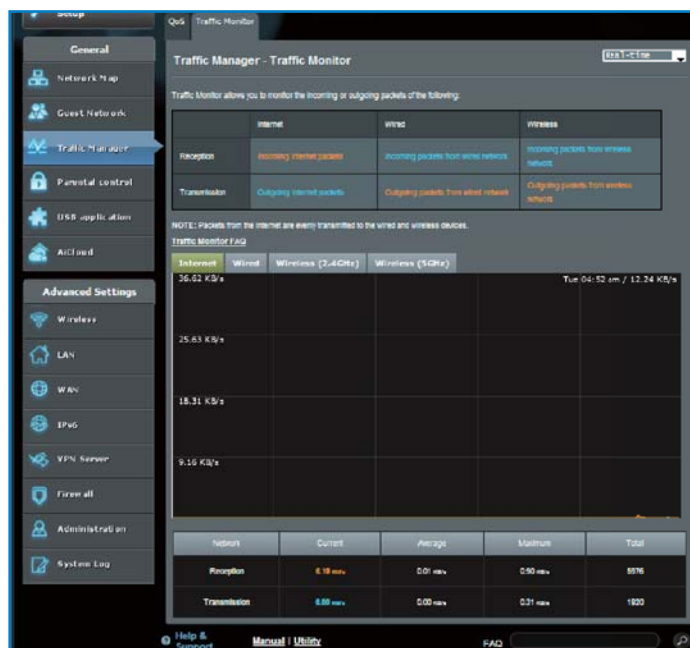 Setup
QoS Traffic Monitor
General
Network Map
Guest Network
Traffic Manager
Parental control
USB application
AiCloud
Advanced Settings
Wireless
LAN
WAN
IPv6
VPN Server
Firewall
Administration
System Log
Traffic Manager - Traffic Monitor
Real-time
Traffic Monitor allows you to monitor the incoming or outgoing packets of the following:
Internet Wired Wireless
Reception Incoming internet packets Incoming packets from wired network Incoming packets from wireless
network
Transmission Outgoing internet packets Outgoing packets from wired network Outgoing packets from wireless
network
NOTE: Packets from the internet are evenly transmitted to the wired and wireless devices.
Traffic Monitor FAQ
Internet Wired Wireless (2.4GHz) Wireless (5GHz)
36.62 KB/s Tue 04:52 am / 12.24 KB/s
25.63 KB/s
18.31 KB/s
9.16 KB/s
Network Current Average Maximum Total
Reception 0.01 0.90 5576
Transmission 0.00 0.00 0.31 1920
Help &
Support
Manual | Utility
FAQ